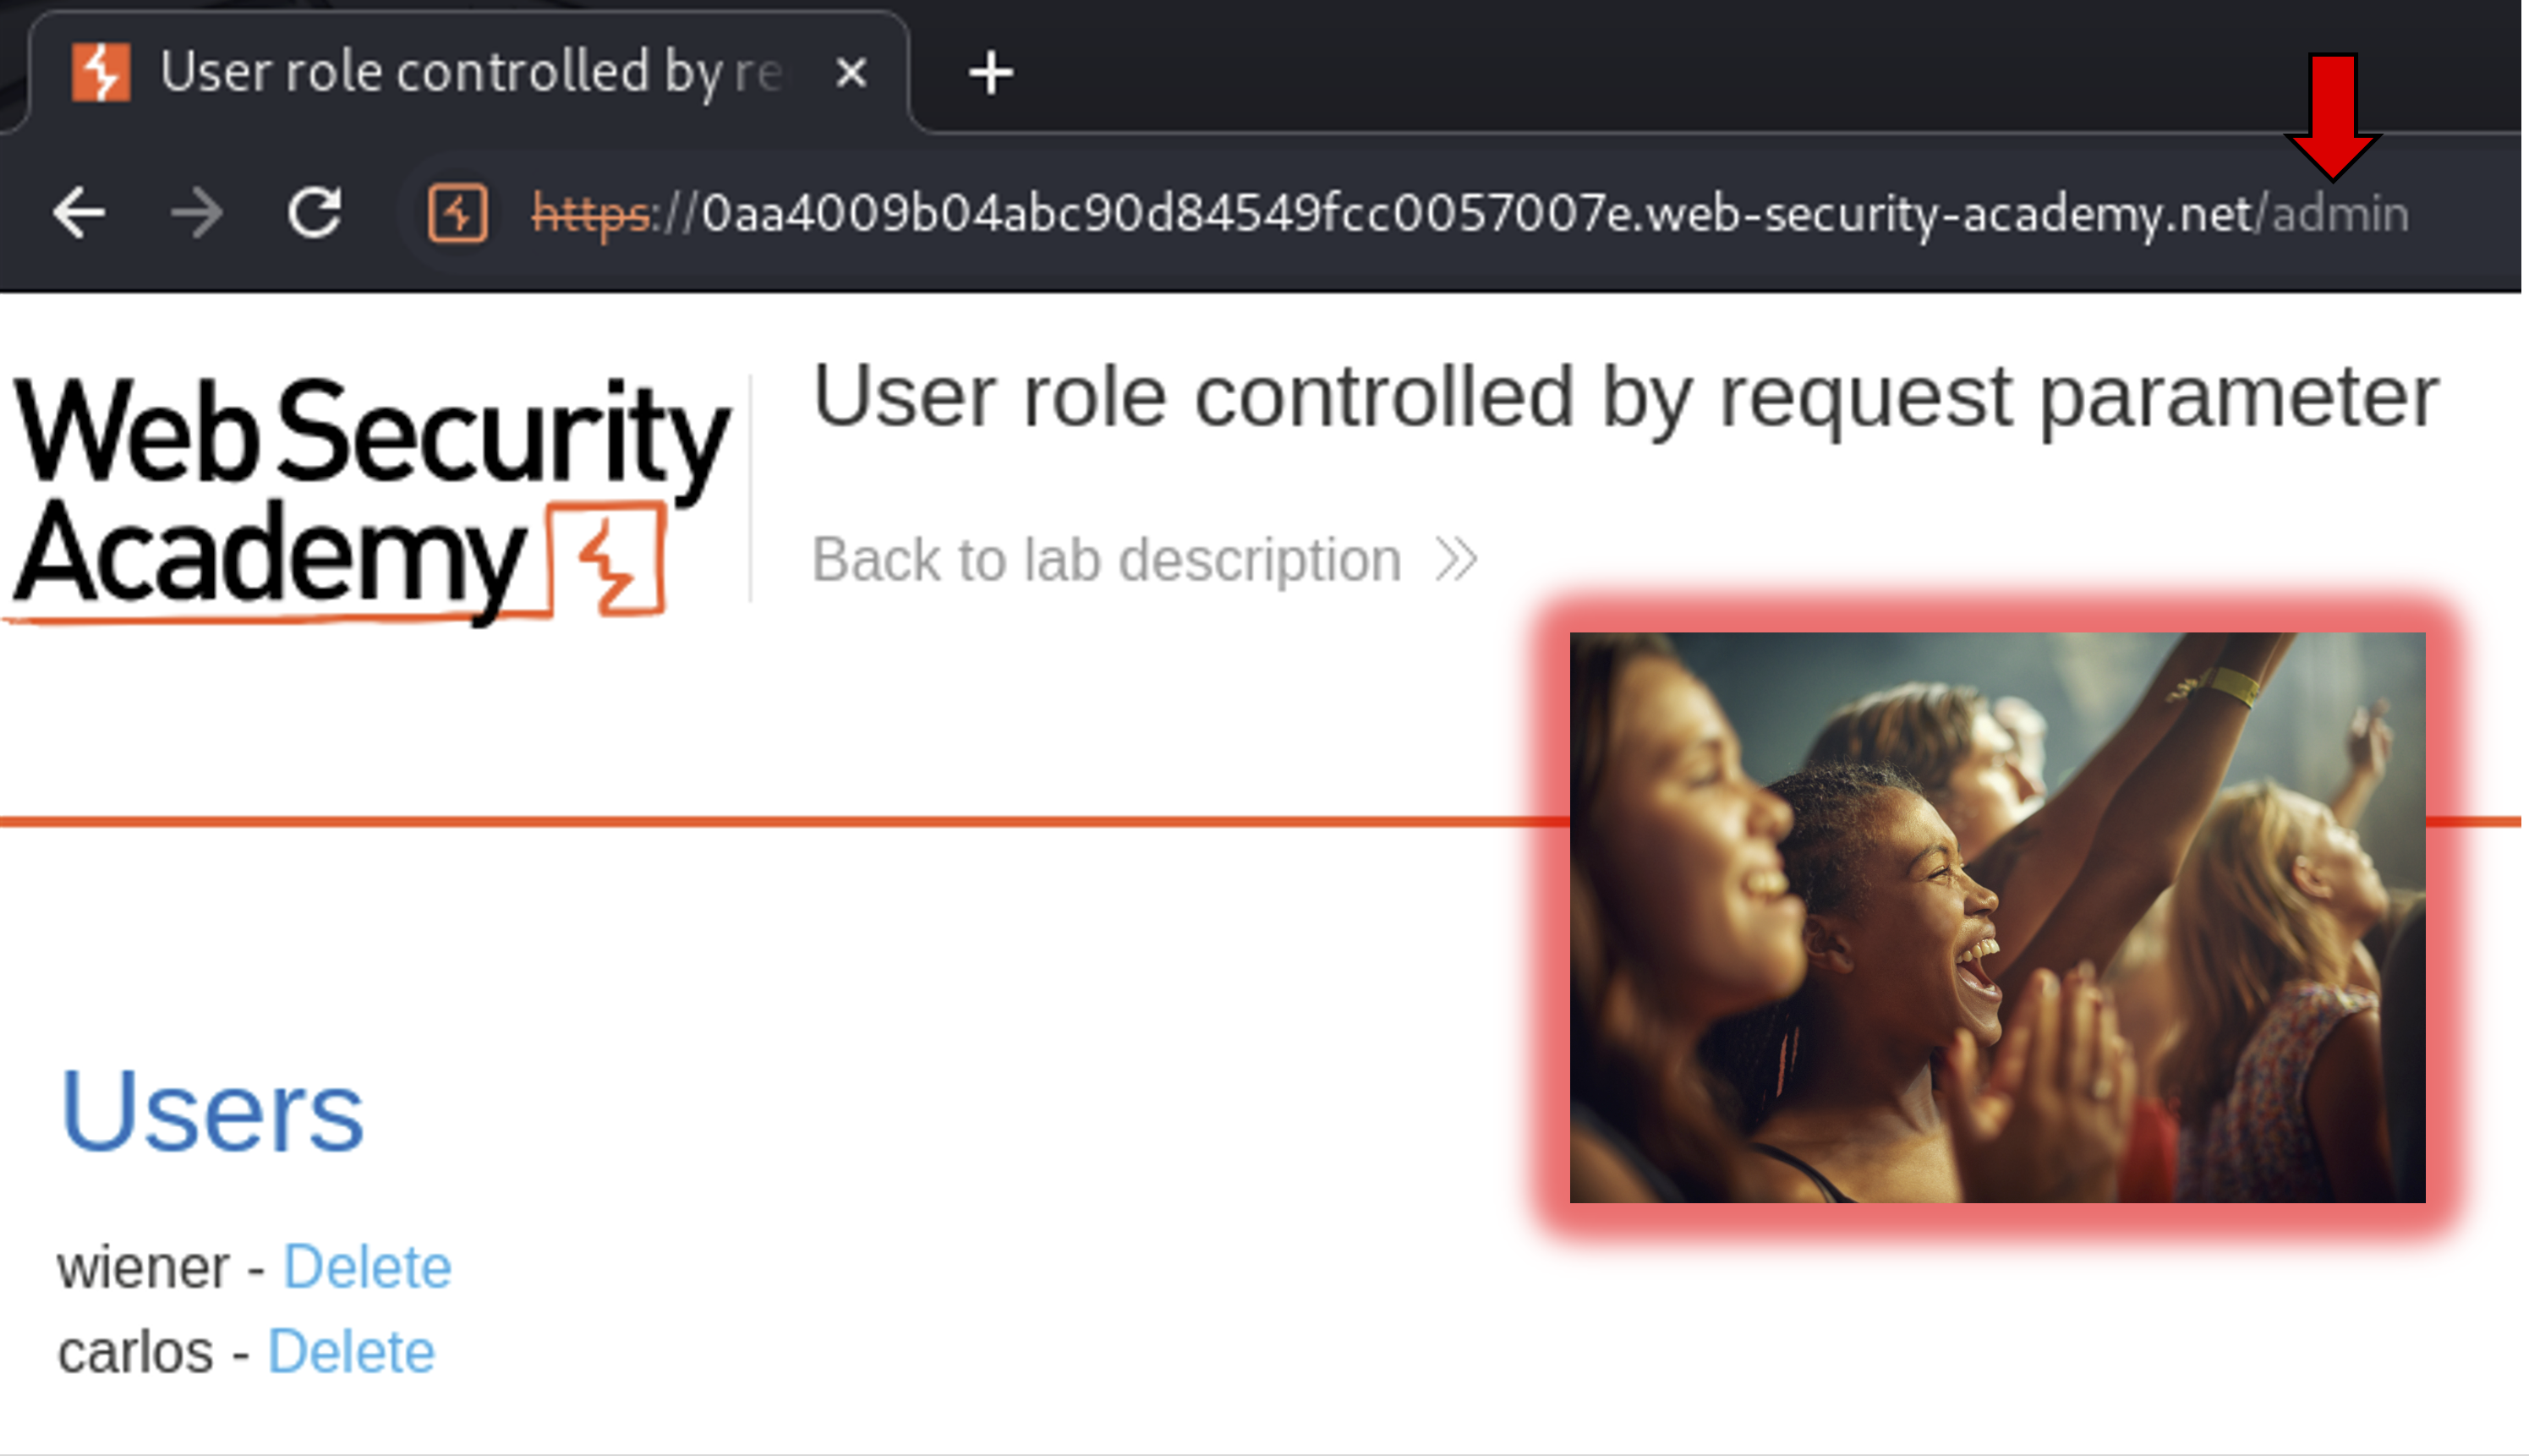 User role controlled by re
https://0aa4009b04abc90d84549fcc0057007e.web-security-academy.net/admin
Web Security
Academy
User role controlled by request parameter
Back to lab description
Users
wiener - Delete
carlos - Delete